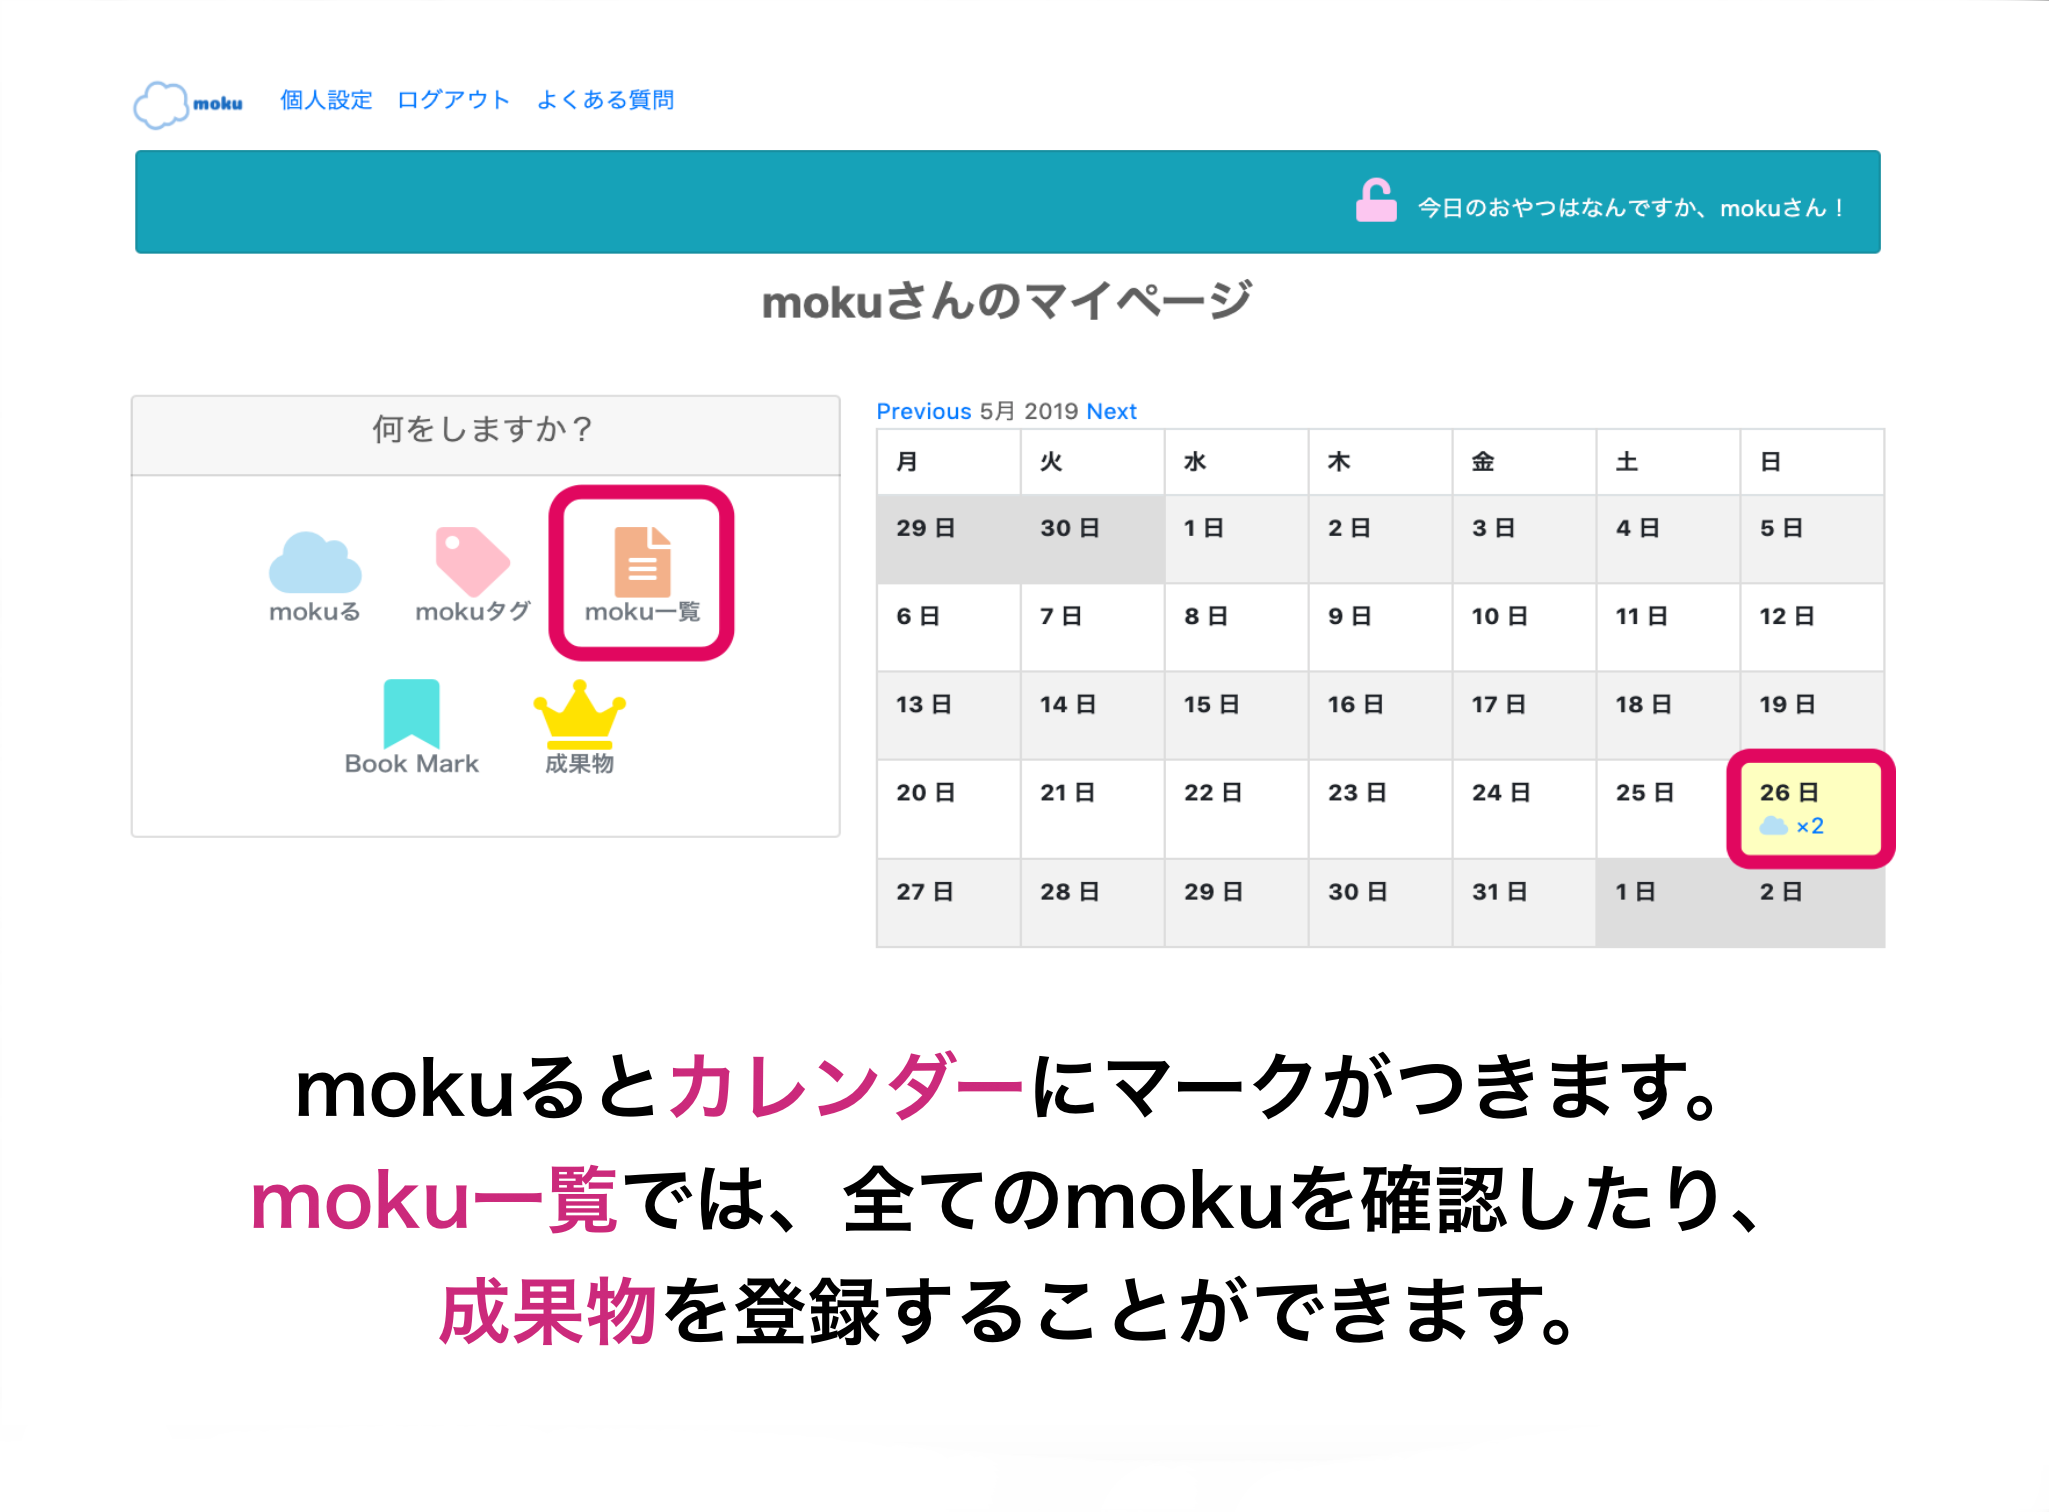 moku 個人設定 ログアウト よくある質問
今日のおやつはなんですか、mokuさん！
mokuさんのマイページ
何をしますか？
mokuる mokuタグ moku一覧
Book Mark 成果物
Previous 5月 2019 Next
月 火 水 木 金 土 日
29 日 30 日 1 日 2 日 3 日 4 日 5 日
6 日 7 日 8 日 9 日 10 日 11 日 12 日
13 日 14 日 15 日 16 日 17 日 18 日 19 日
20 日 21 日 22 日 23 日 24 日 25 日 26 日
×2
27 日 28 日 29 日 30 日 31 日 1 日 2 日
mokuるとカレンダーにマークがつきます。
moku一覧では、全てのmokuを確認したり、
成果物を登録することができます。